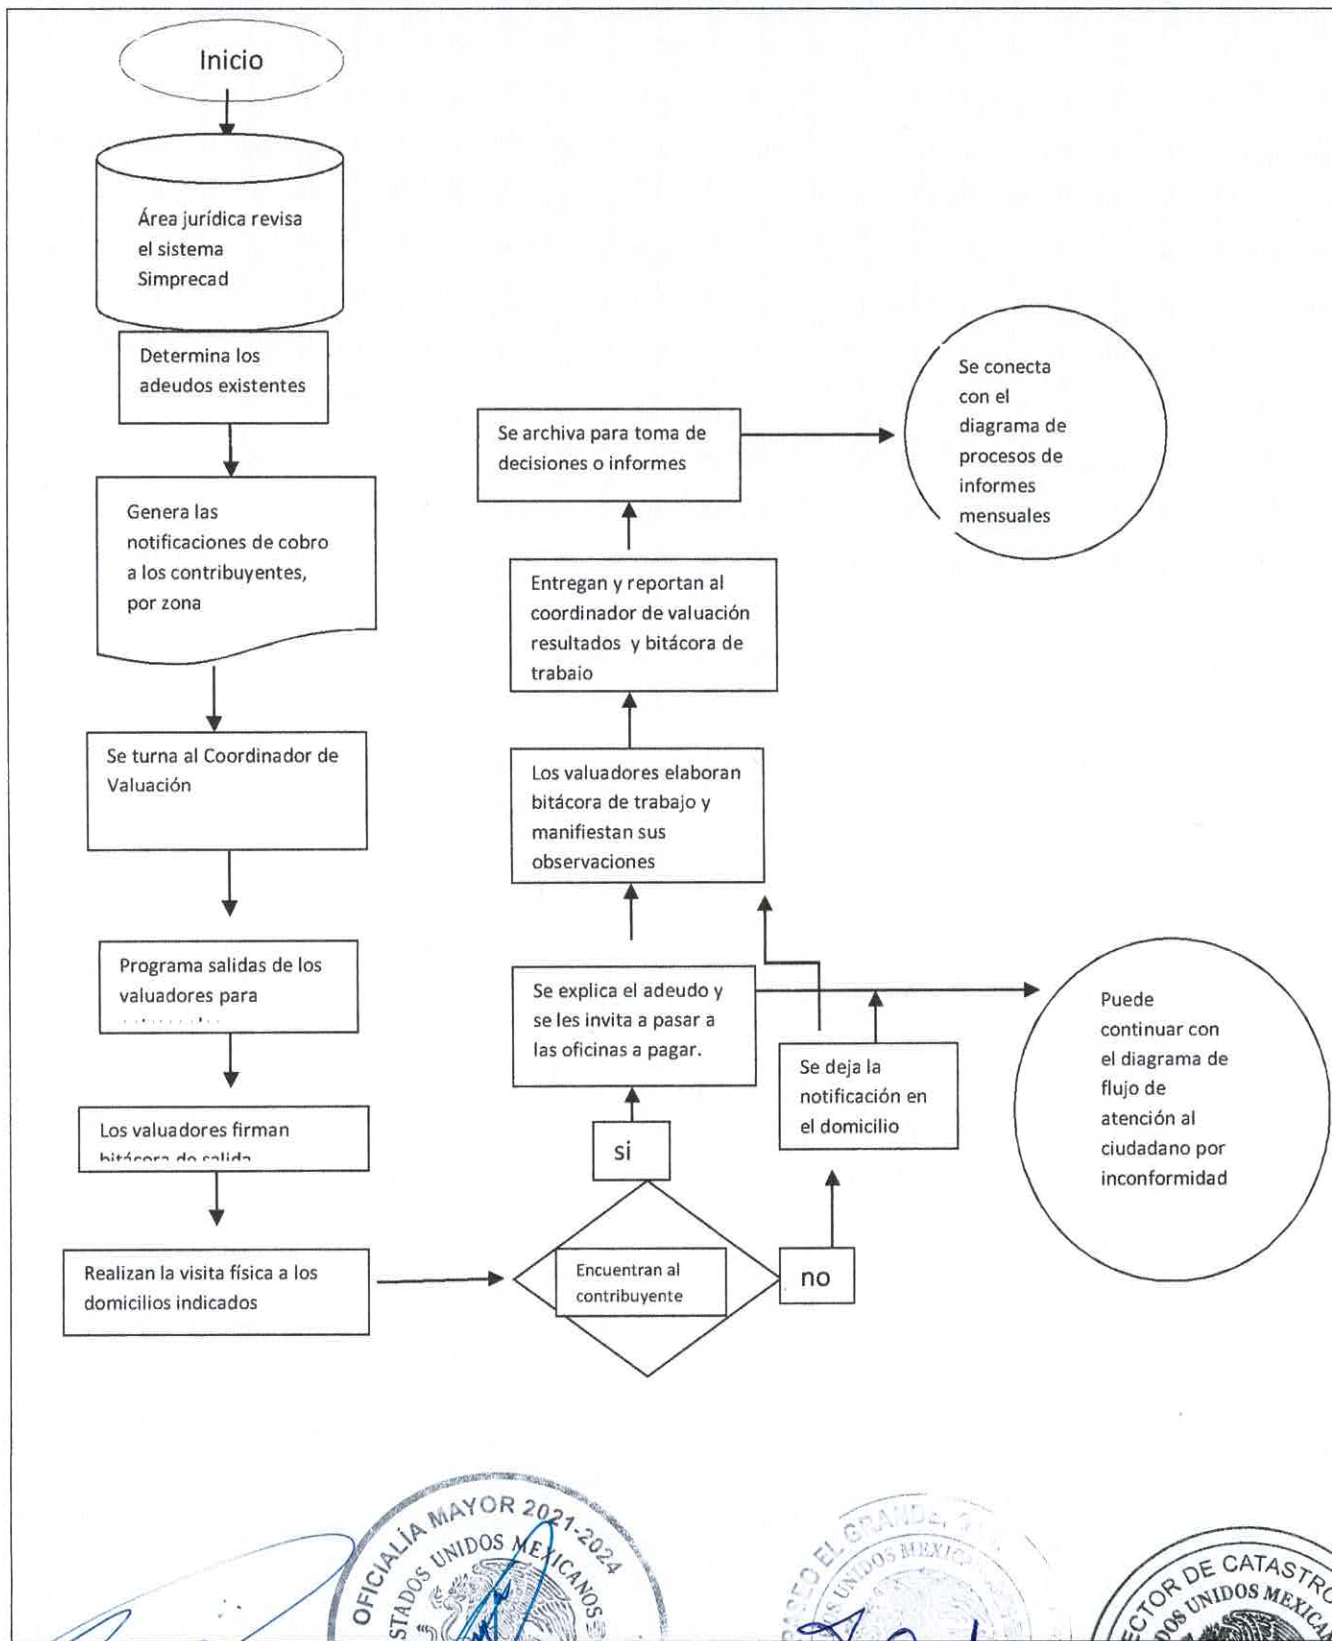 Inicio
Área jurídica revisa
el sistema
Simprecad
Determina los
adeudos existentes
Genera las
notificaciones de cobro
a los contribuyentes,
por zona
Se turna al Coordinador de
Valuación
Programa salidas de los
valuadores para
Los valuadores firman
bitácora de salida
Realizan la visita física a los
domicilios indicados
Encuentran al
contribuyente
si
no
Se explica el adeudo y
se les invita a pasar a
las oficinas a pagar.
Se deja la
notificación en
el domicilio
Puede
continuar con
el diagrama de
flujo de
atención al
ciudadano por
inconformidad
Los valuadores elaboran
bitácora de trabajo y
manifiestan sus
observaciones
Entregan y reportan al
coordinador de valuación
resultados y bitácora de
trabajo
Se archiva para toma de
decisiones o informes
Se conecta
con el
diagrama de
procesos de
informes
mensuales
OFICIALÍA MAYOR 2021-2024
ESTADOS UNIDOS MEXICANOS
EL GRANDE,
UNIDOS
DE CATASTRO
UNIDOS